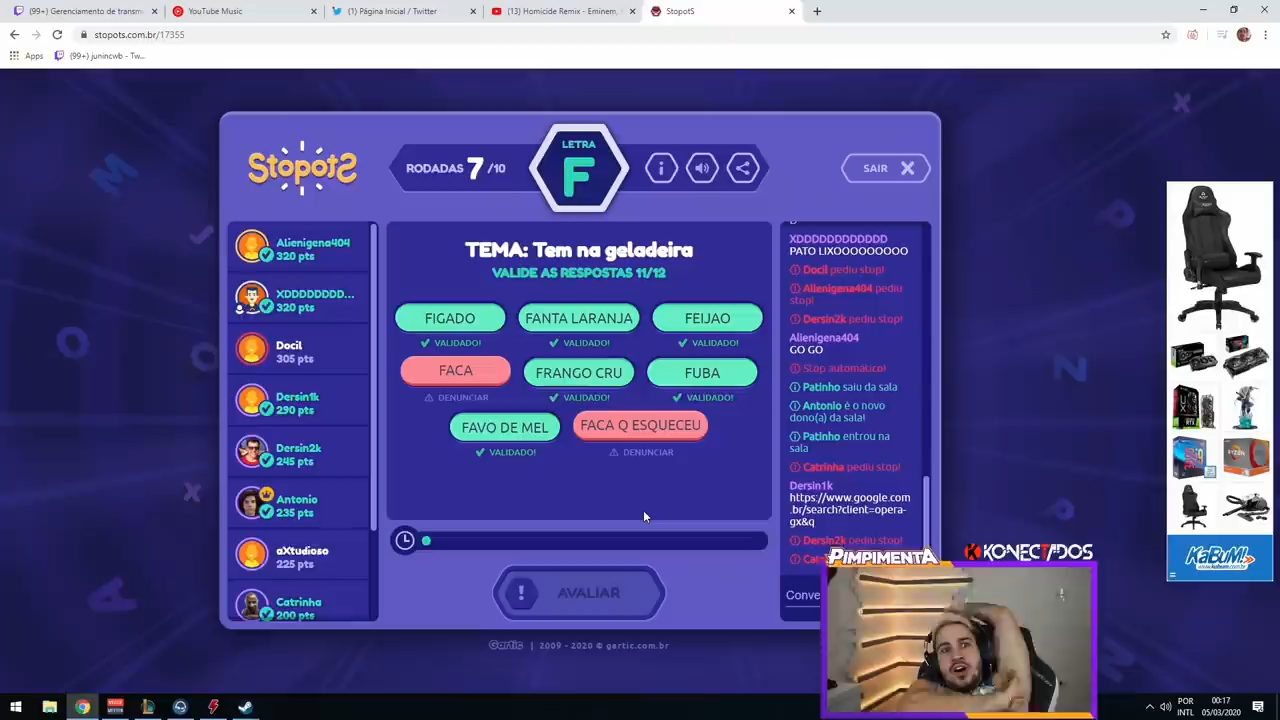 (99+) Gerenciamento de transm
YouTube Music
(1) Página Inicial / Twitter
(13) Homicide Remix - Eminem,
StopotS
stopots.com.br/17355
Apps
(99+) junincwb - Tw...
StopotS
RODADAS 7 /10
LETRA
F
SAIR
Alienigena404
320 pts
XDDDDDDDD...
320 pts
Docil
305 pts
Dersin1k
290 pts
Dersin2k
245 pts
Antonio
235 pts
aXtudioso
225 pts
Catrinha
200 pts
TEMA: Tem na geladeira
VALIDE AS RESPOSTAS 11/12
FIGADO
FANTA LARANJA
FEIJAO
VALIDADO!
VALIDADO!
VALIDADO!
FACA
FRANGO CRU
FUBA
DENUNCIAR
VALIDADO!
VALIDADO!
FAVO DE MEL
FACA Q ESQUECEU
VALIDADO!
DENUNCIAR
AVALIAR
XDDDDDDDDDDDD
PATO LIXOOOOOOOOO
Docil pediu stop!
Alienigena404 pediu
stop!
Dersin2k pediu stop!
Alienigena404
GO GO
Stop automático!
Patinho saiu da sala
Antonio é o novo
dono(a) da sala!
Patinho entrou na
sala
Catrinha pediu stop!
Dersin1k
https://www.google.com
.br/search?client=opera-
gx&q
Dersin2k pediu stop!
Conve
Gartic | 2009 - 2020 © gartic.com.br
PIMPIMENTA
KONECTADOS
KaBuM!
www.kabum.com.br
POR
INTL
00:17
05/03/2020